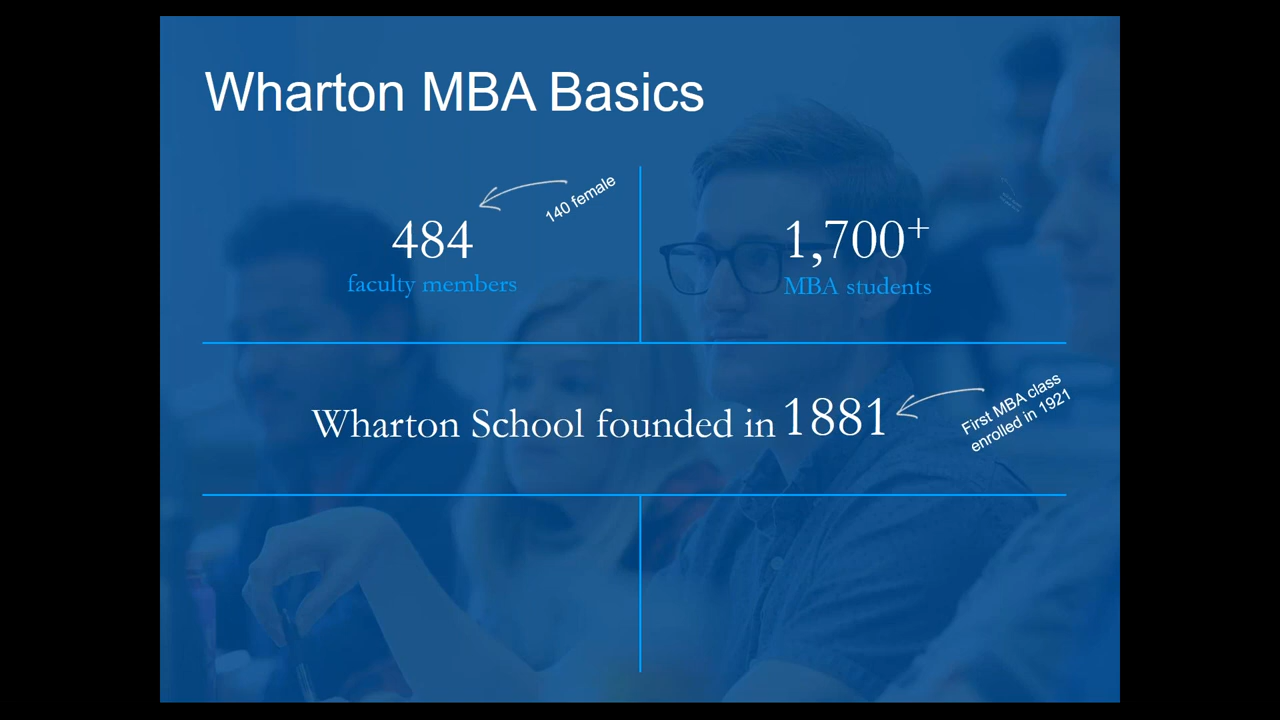 Wharton MBA Basics
140 female
484
faculty members
1,700+
MBA students
Wharton School founded in 1881
First MBA class
enrolled in 1921